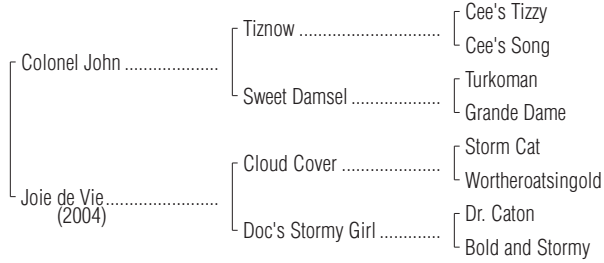 Cee's Tizzy
Tiznow ..................................
Cee's Song
Colonel John ....................
Turkoman
Sweet Damsel .....................
Grande Dame
Storm Cat
Cloud Cover .......................
Wortheroatsingold
Joie de Vie........................
(2004)
Dr. Caton
Doc's Stormy Girl ...............
Bold and Stormy